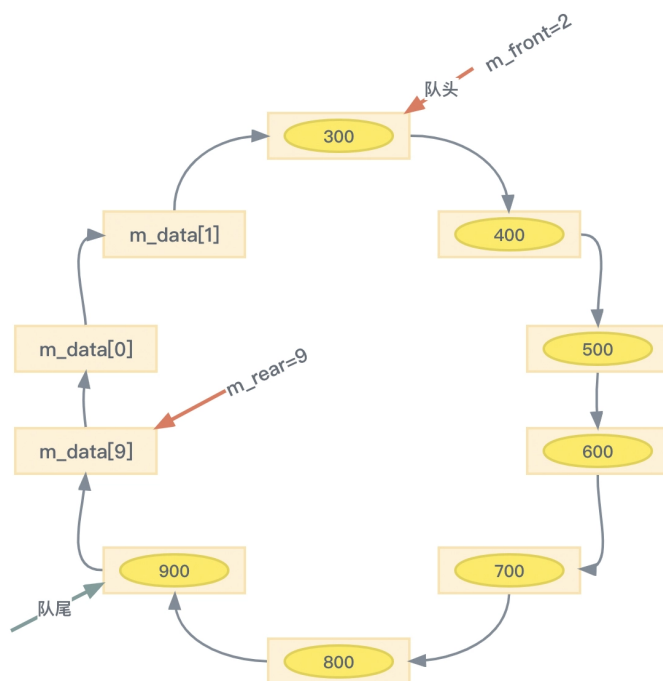 m_front=2
队头
300
m_data[1]
400
m_data[0]
500
m_rear=9
m_data[9]
600
900
700
队尾
800